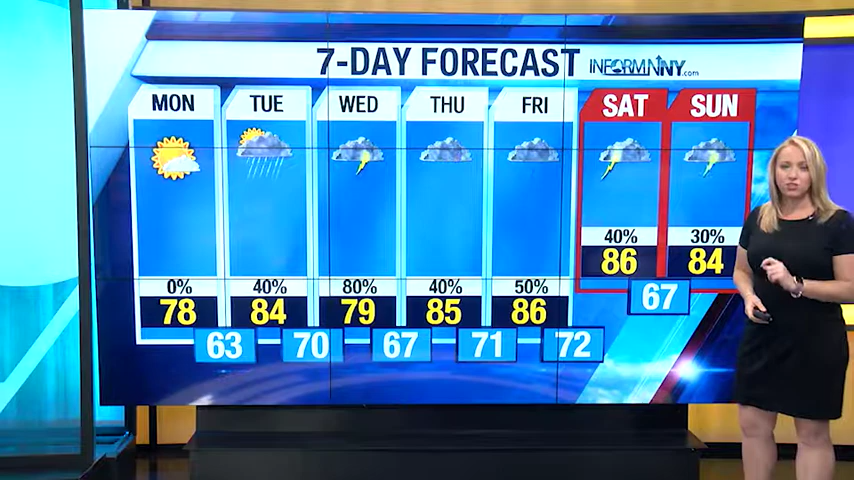 7-DAY FORECAST
INFORMNNY.com
MON TUE WED THU FRI SAT SUN
0% 40% 80% 40% 50% 40% 30%
78 84 79 85 86 86 84
63 70 67 71 72 67